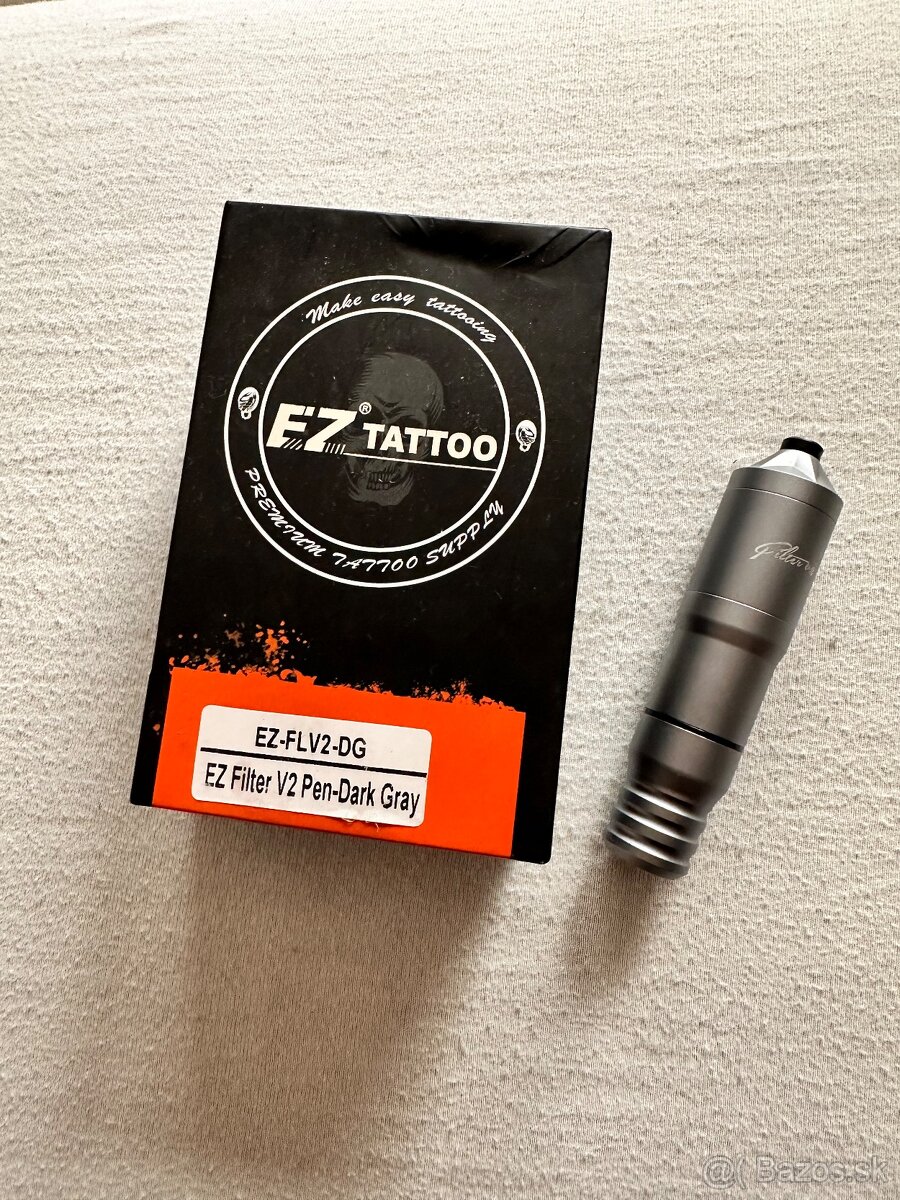 Make easy tattooing
EZ® TATTOO
PREMIUM TATTOO SUPPLY
EZ-FLV2-DG
EZ Filter V2 Pen-Dark Gray
Filter
@( Bazos.sk